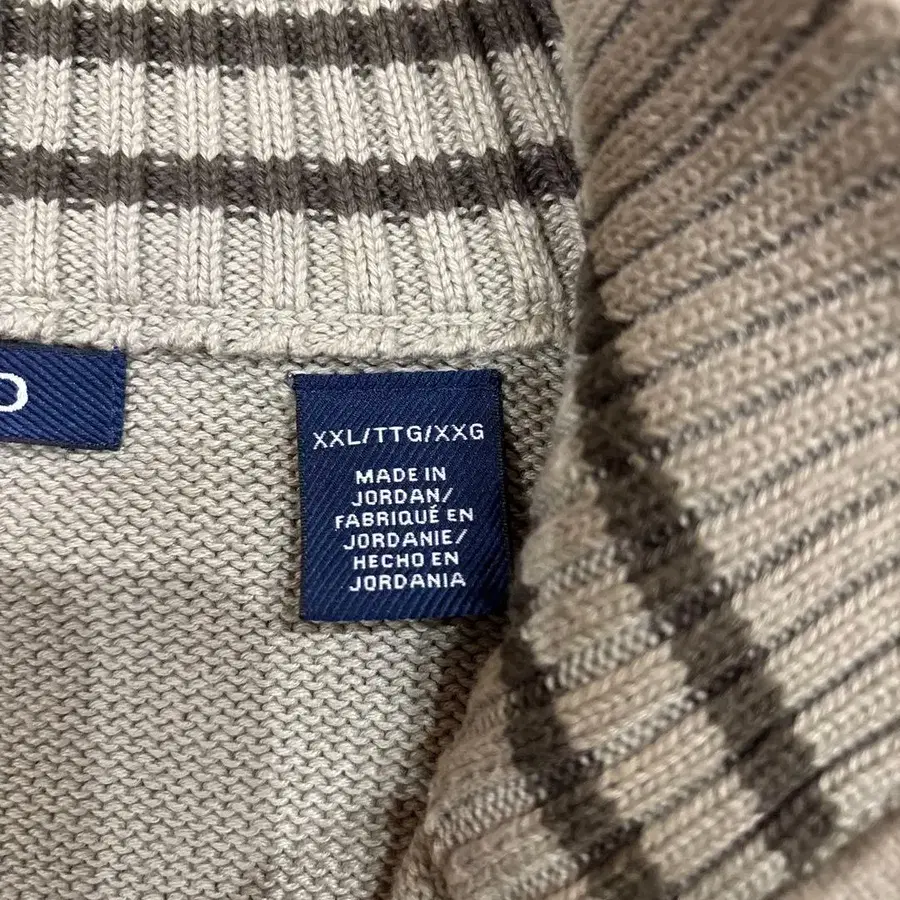 XXL/TTG/XXG
MADE IN
JORDAN/
FABRIQUÉ EN
JORDANIE/
HECHO EN
JORDANIA